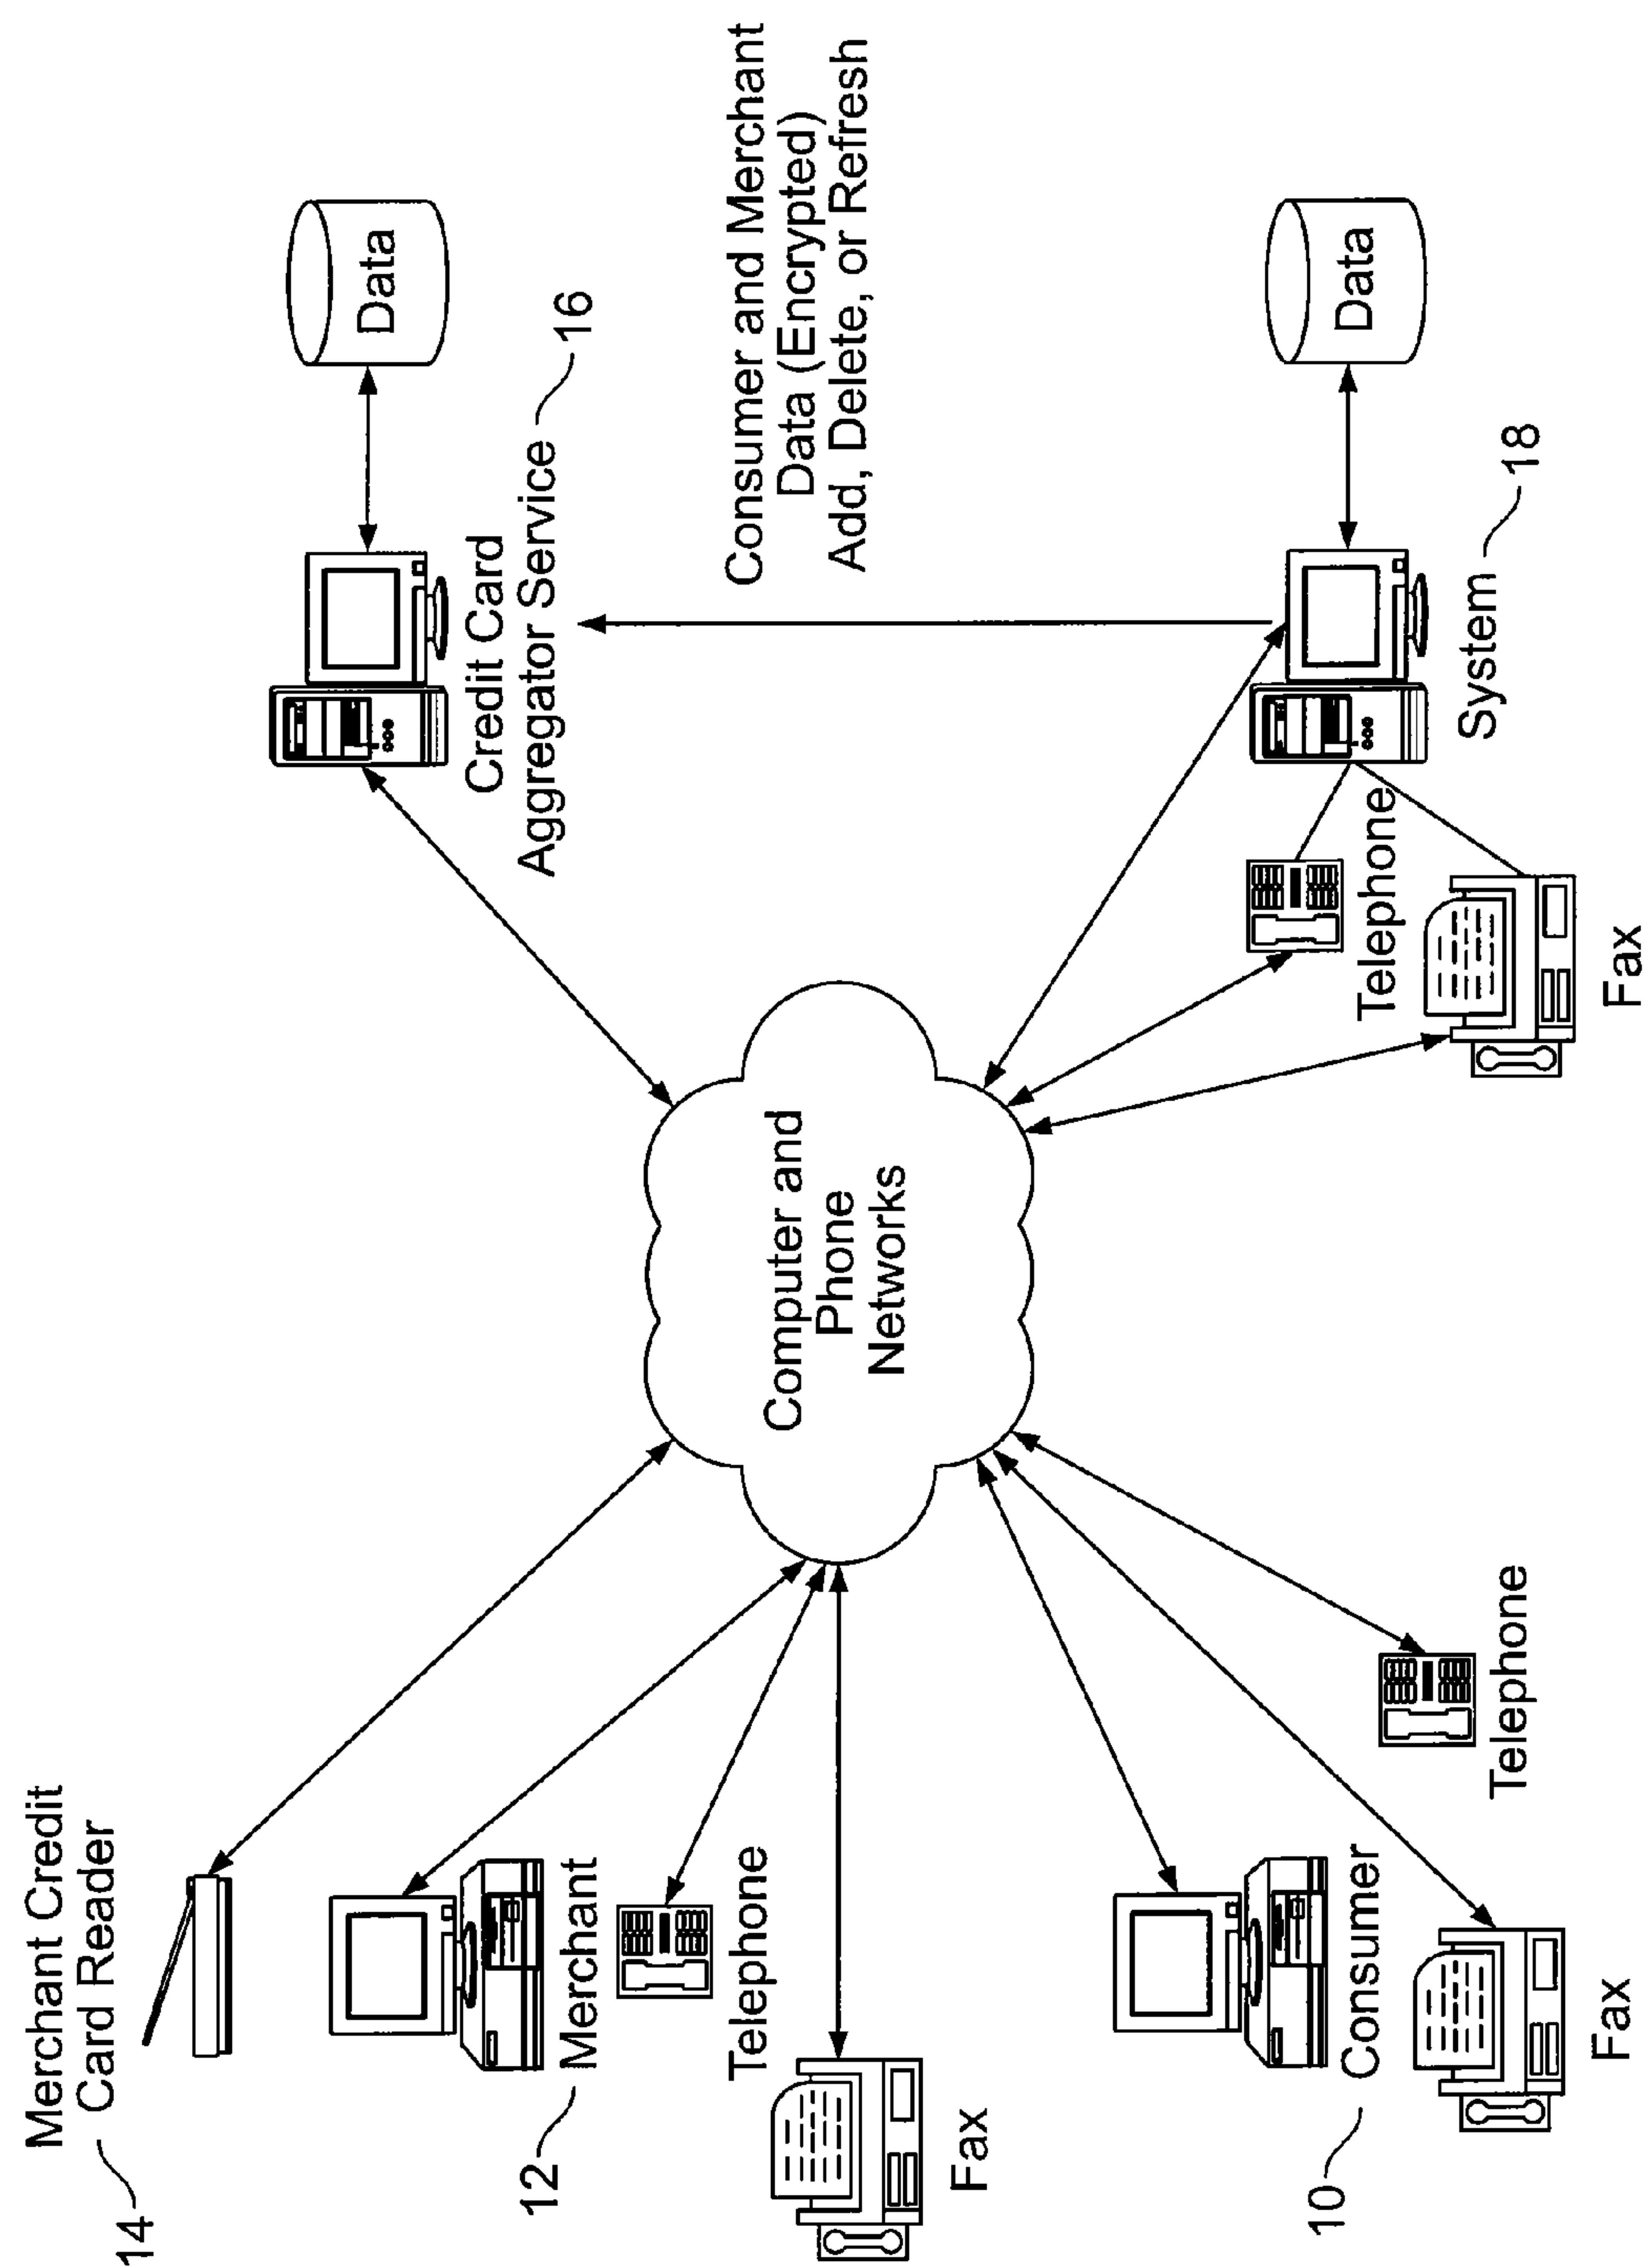 Merchant Credit
Card Reader
14
12
Merchant
Telephone
Fax
10
Consumer
Fax
Telephone
Computer and
Phone
Networks
Credit Card
Aggregator Service
16
Data
Consumer and Merchant
Data (Encrypted)
Add, Delete, or Refresh
System
18
Data
Telephone
Fax